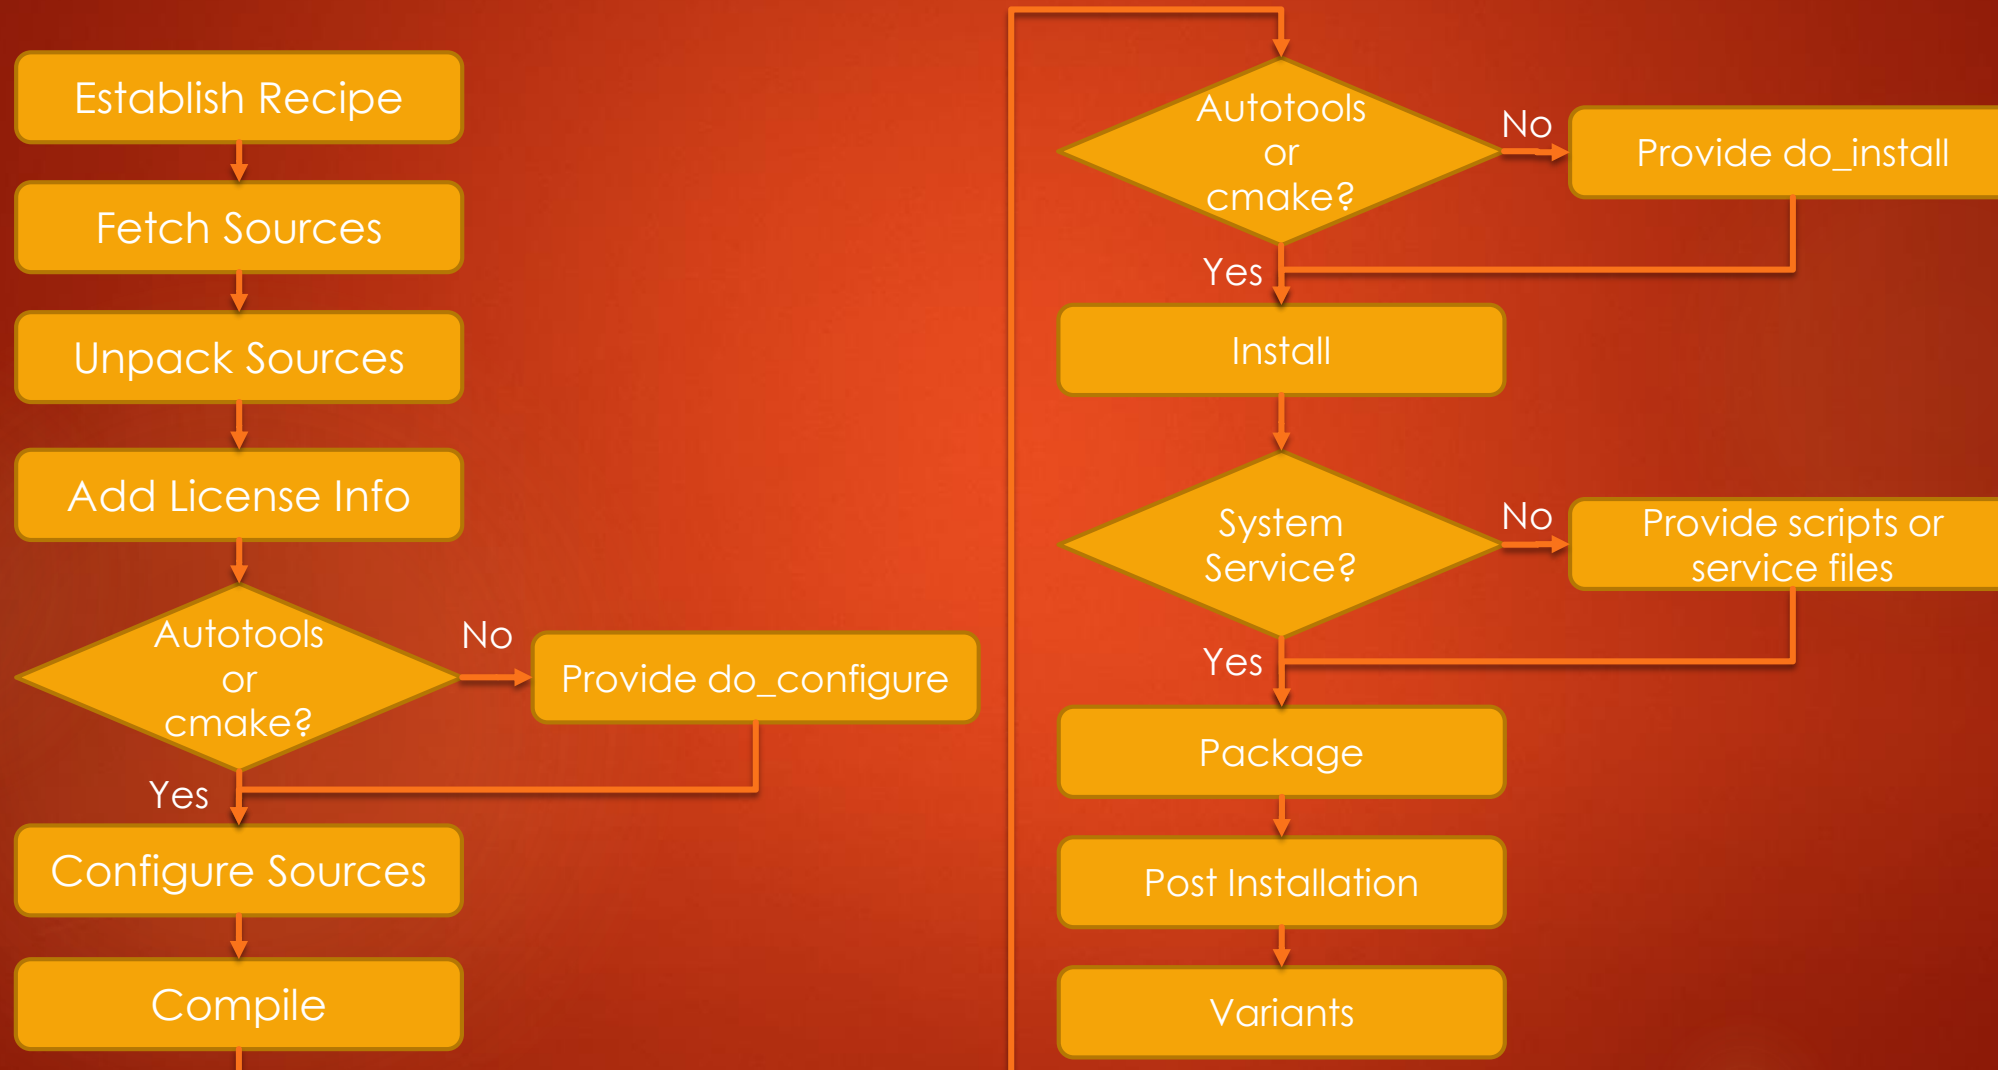 Establish Recipe
Fetch Sources
Unpack Sources
Add License Info
Autotools
or
cmake?
No
Provide do_configure
Yes
Configure Sources
Compile
Autotools
or
cmake?
No
Provide do_install
Yes
Install
System
Service?
No
Provide scripts or
service files
Yes
Package
Post Installation
Variants